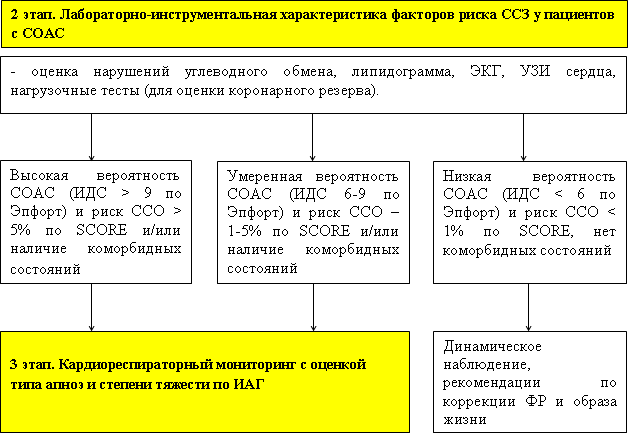 2 этап. Лабораторно-инструментальная характеристика факторов риска ССЗ у пациентов
с СОАС
- оценка нарушений углеводного обмена, липидограмма, ЭКГ, УЗИ сердца,
нагрузочные тесты (для оценки коронарного резерва).
Высокая вероятность
СОАС (ИДС > 9 по
Эпфорт) и риск ССО >
5% по SCORE и/или
наличие коморбидных
состояний
Умеренная вероятность
СОАС (ИДС 6-9 по
Эпфорт) и риск ССО –
1-5% по SCORE и/или
наличие коморбидных
состояний
Низкая вероятность
СОАС (ИДС < 6 по
Эпфорт) и риск ССО <
1% по SCORE, нет
коморбидных состояний
3 этап. Кардиореспираторный мониторинг с оценкой
типа апноэ и степени тяжести по ИАГ
Динамическое
наблюдение,
рекомендации по
коррекции ФР и образа
жизни